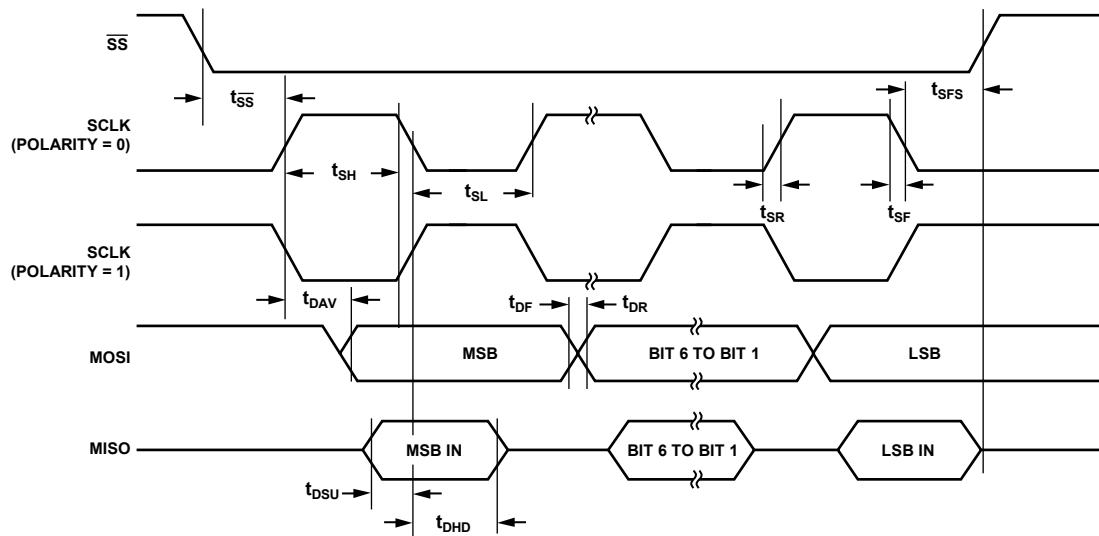 SS
tSS
tSFS
SCLK
(POLARITY = 0)
tSH
tSL
tSR
tSF
SCLK
(POLARITY = 1)
tDAV
tDF
tDR
MOSI
MSB
BIT 6 TO BIT 1
LSB
MISO
MSB IN
BIT 6 TO BIT 1
LSB IN
tDSU
tDHD